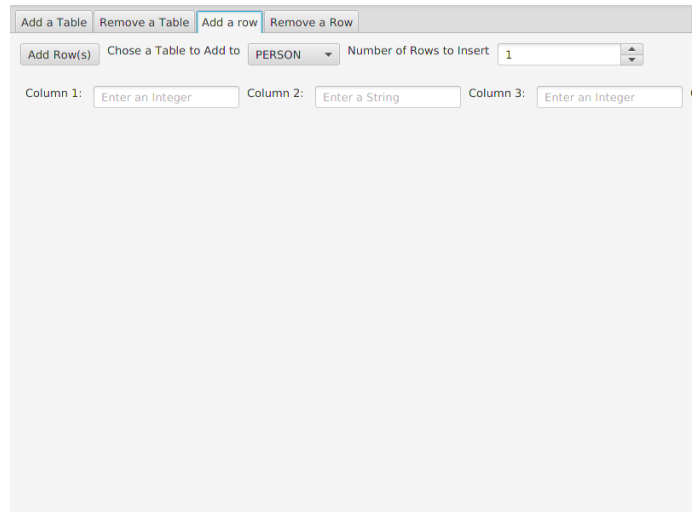 Add a Table Remove a Table Add a row Remove a Row
Add Row(s) Chose a Table to Add to PERSON Number of Rows to Insert 1
Column 1: Enter an Integer Column 2: Enter a String Column 3: Enter an Integer